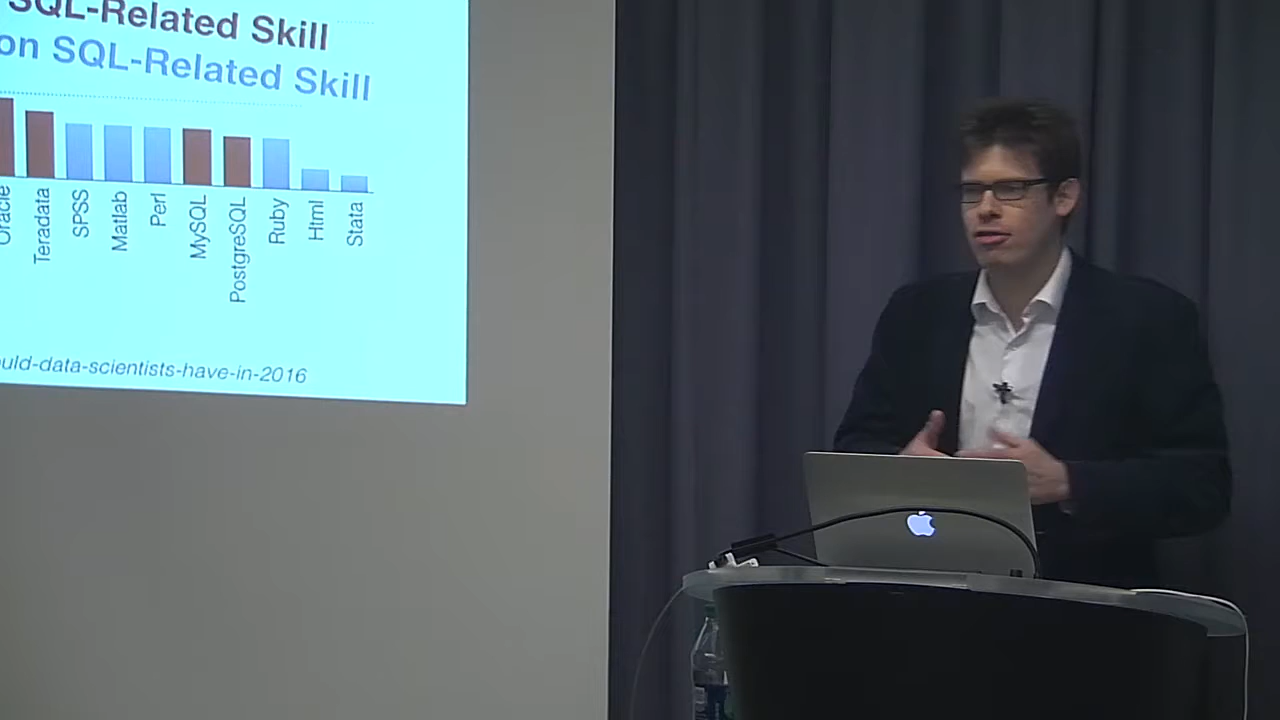 SQL-Related Skill
on SQL-Related Skill
Oracle
Teradata
SPSS
Matlab
Perl
MySQL
PostgreSQL
Ruby
Html
Stata
uld-data-scientists-have-in-2016